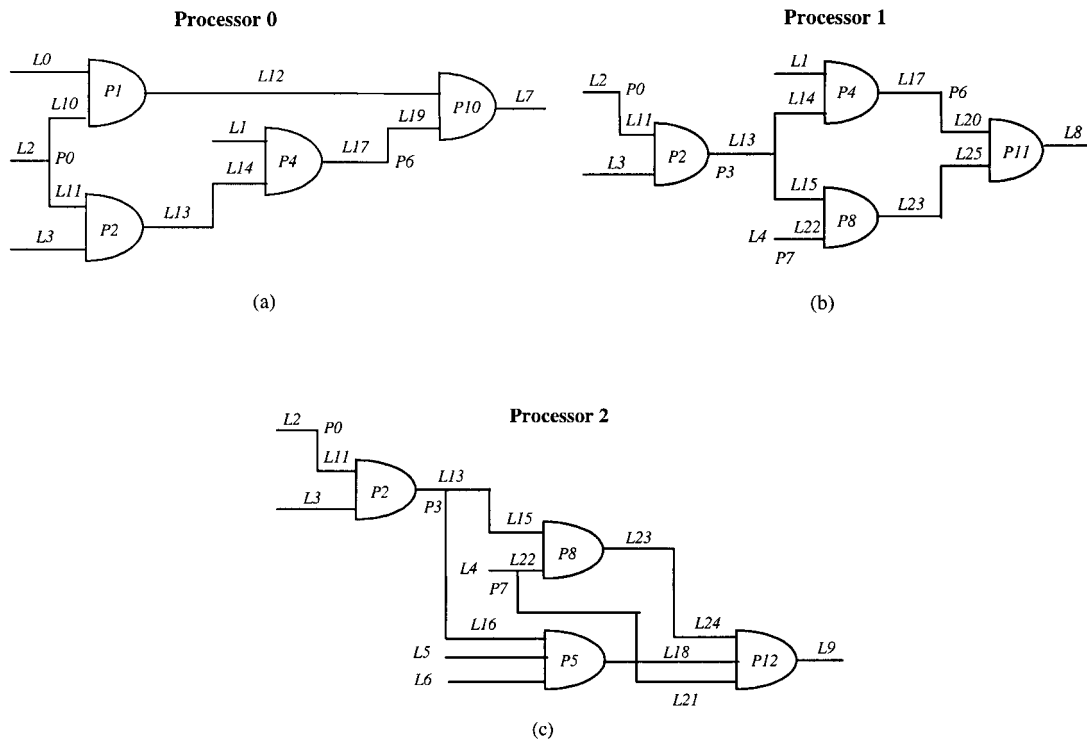 Processor 0
L0
L10
P1
L12
P10
L7
L19
L1
L17
P6
L2
P0
L14
P4
L11
L13
P2
L3
(a)
Processor 1
L2
P0
L1
L17
P6
P4
L14
L20
L11
P2
L13
P11
L8
L3
P3
L25
L15
P8
L23
L4
L22
P7
(b)
Processor 2
L2
P0
L11
P2
L13
L3
P3
L15
L23
P8
L4
L22
P7
L16
L24
L5
P5
L18
P12
L9
L6
L21
(c)